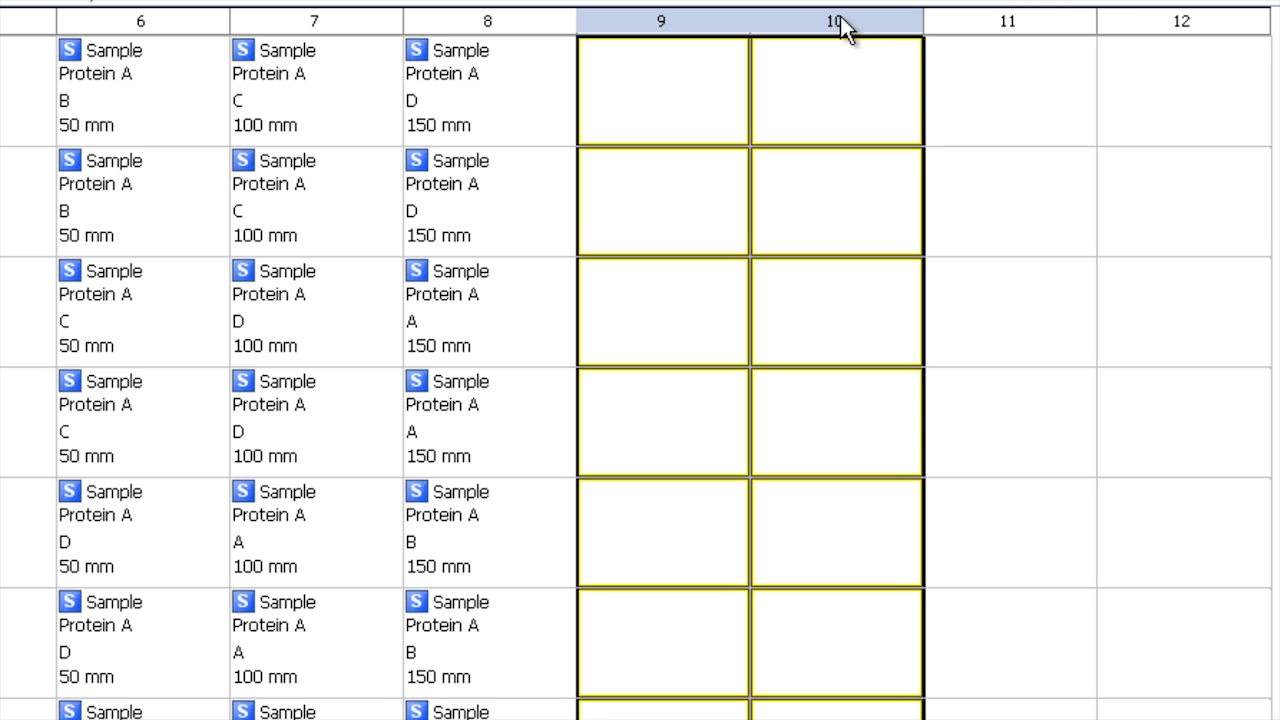 6 7 8 9 10 11 12
S Sample S Sample S Sample
Protein A Protein A Protein A
B C D
50 mm 100 mm 150 mm
S Sample S Sample S Sample
Protein A Protein A Protein A
B C D
50 mm 100 mm 150 mm
S Sample S Sample S Sample
Protein A Protein A Protein A
C D A
50 mm 100 mm 150 mm
S Sample S Sample S Sample
Protein A Protein A Protein A
C D A
50 mm 100 mm 150 mm
S Sample S Sample S Sample
Protein A Protein A Protein A
D A B
50 mm 100 mm 150 mm
S Sample S Sample S Sample
Protein A Protein A Protein A
D A B
50 mm 100 mm 150 mm
S Sample S Sample S Sample